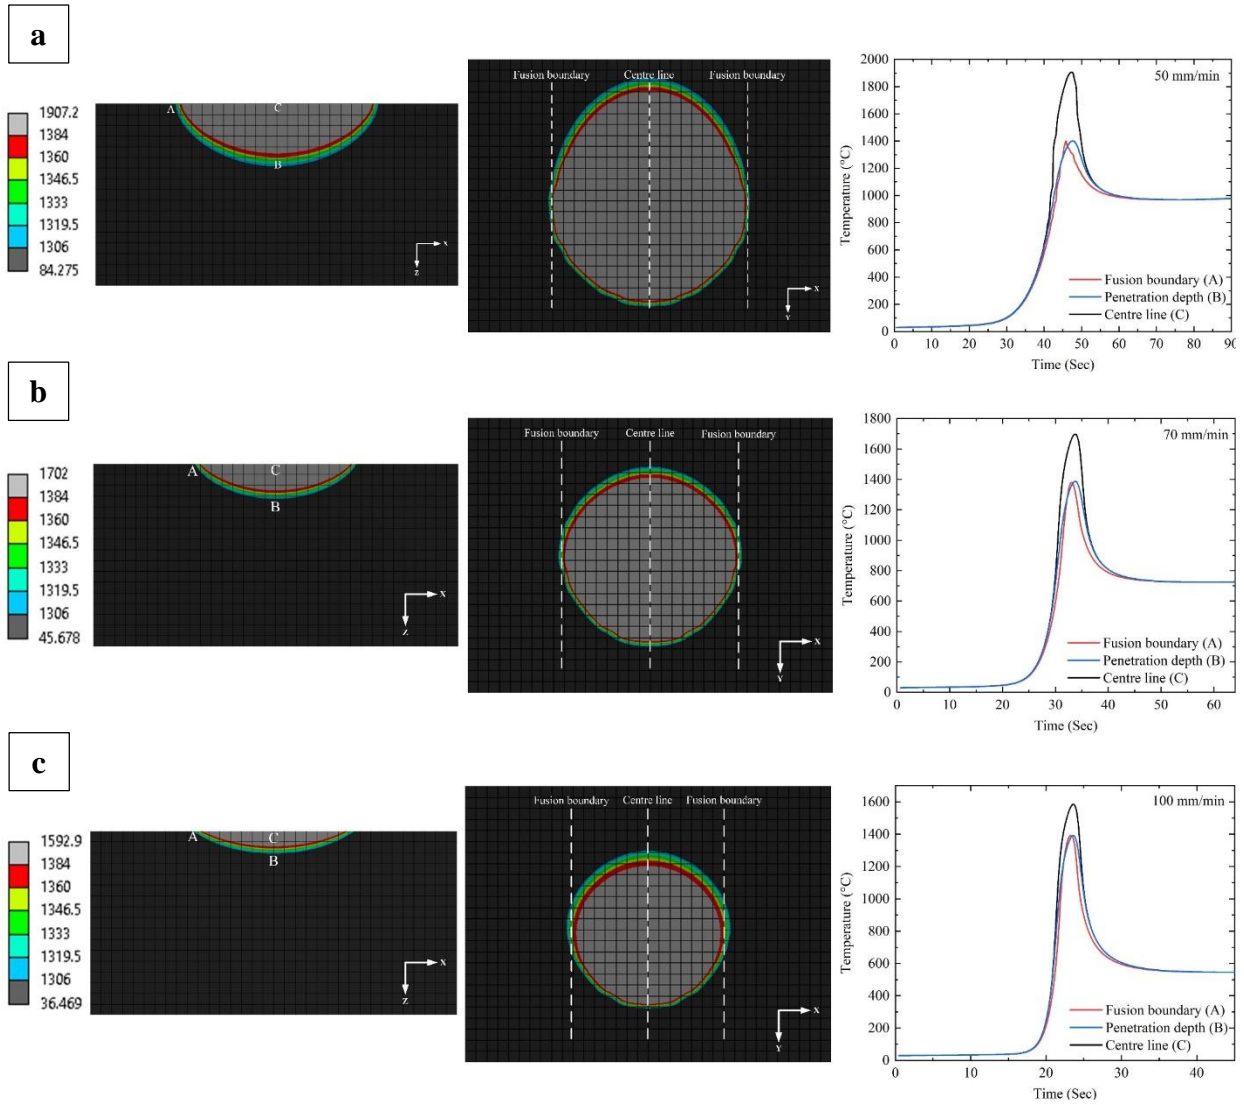 a
1907.2
1384
1360
1346.5
1333
1319.5
1306
84.275
A
C
B
X
Z
Fusion boundary Centre line Fusion boundary
X
Y
2000
1800
1600
1400
1200
1000
800
600
400
200
0
Temperature (°C)
50 mm/min
Fusion boundary (A)
Penetration depth (B)
Centre line (C)
0 10 20 30 40 50 60 70 80 90
Time (Sec)
b
1702
1384
1360
1346.5
1333
1319.5
1306
45.678
A
C
B
X
Z
Fusion boundary Centre line Fusion boundary
X
Y
1800
1600
1400
1200
1000
800
600
400
200
0
Temperature (°C)
70 mm/min
Fusion boundary (A)
Penetration depth (B)
Centre line (C)
0 10 20 30 40 50 60
Time (Sec)
c
1592.9
1384
1360
1346.5
1333
1319.5
1306
36.469
A
C
B
X
Z
Fusion boundary Centre line Fusion boundary
X
Y
1600
1400
1200
1000
800
600
400
200
0
Temperature (°C)
100 mm/min
Fusion boundary (A)
Penetration depth (B)
Centre line (C)
0 10 20 30 40
Time (Sec)